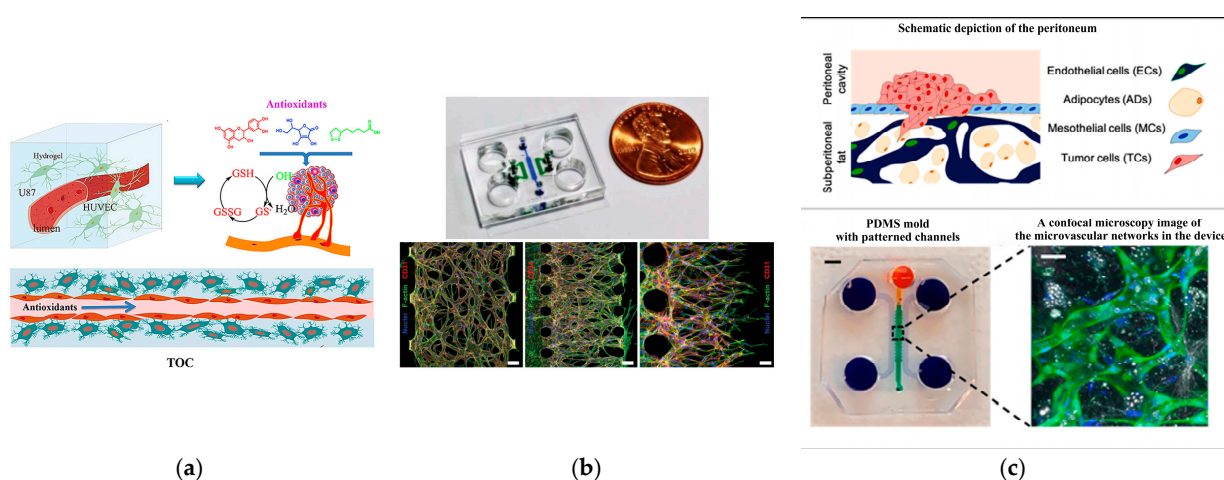 Antioxidants
Hydrogel
U87
HUVEC
lumen
GSH
OH
GSSG
GS·
H₂O
Antioxidants
TOC
(a)
Nuclei F-actin CD31
Nuclei F-actin CD31
Nuclei F-actin CD31
(b)
Schematic depiction of the peritoneum
Peritoneal
cavity
Subperitoneal
fat
Endothelial cells (ECs)
Adipocytes (ADs)
Mesothelial cells (MCs)
Tumor cells (TCs)
PDMS mold
with patterned channels
A confocal microscopy image of
the microvascular networks in the device
(c)